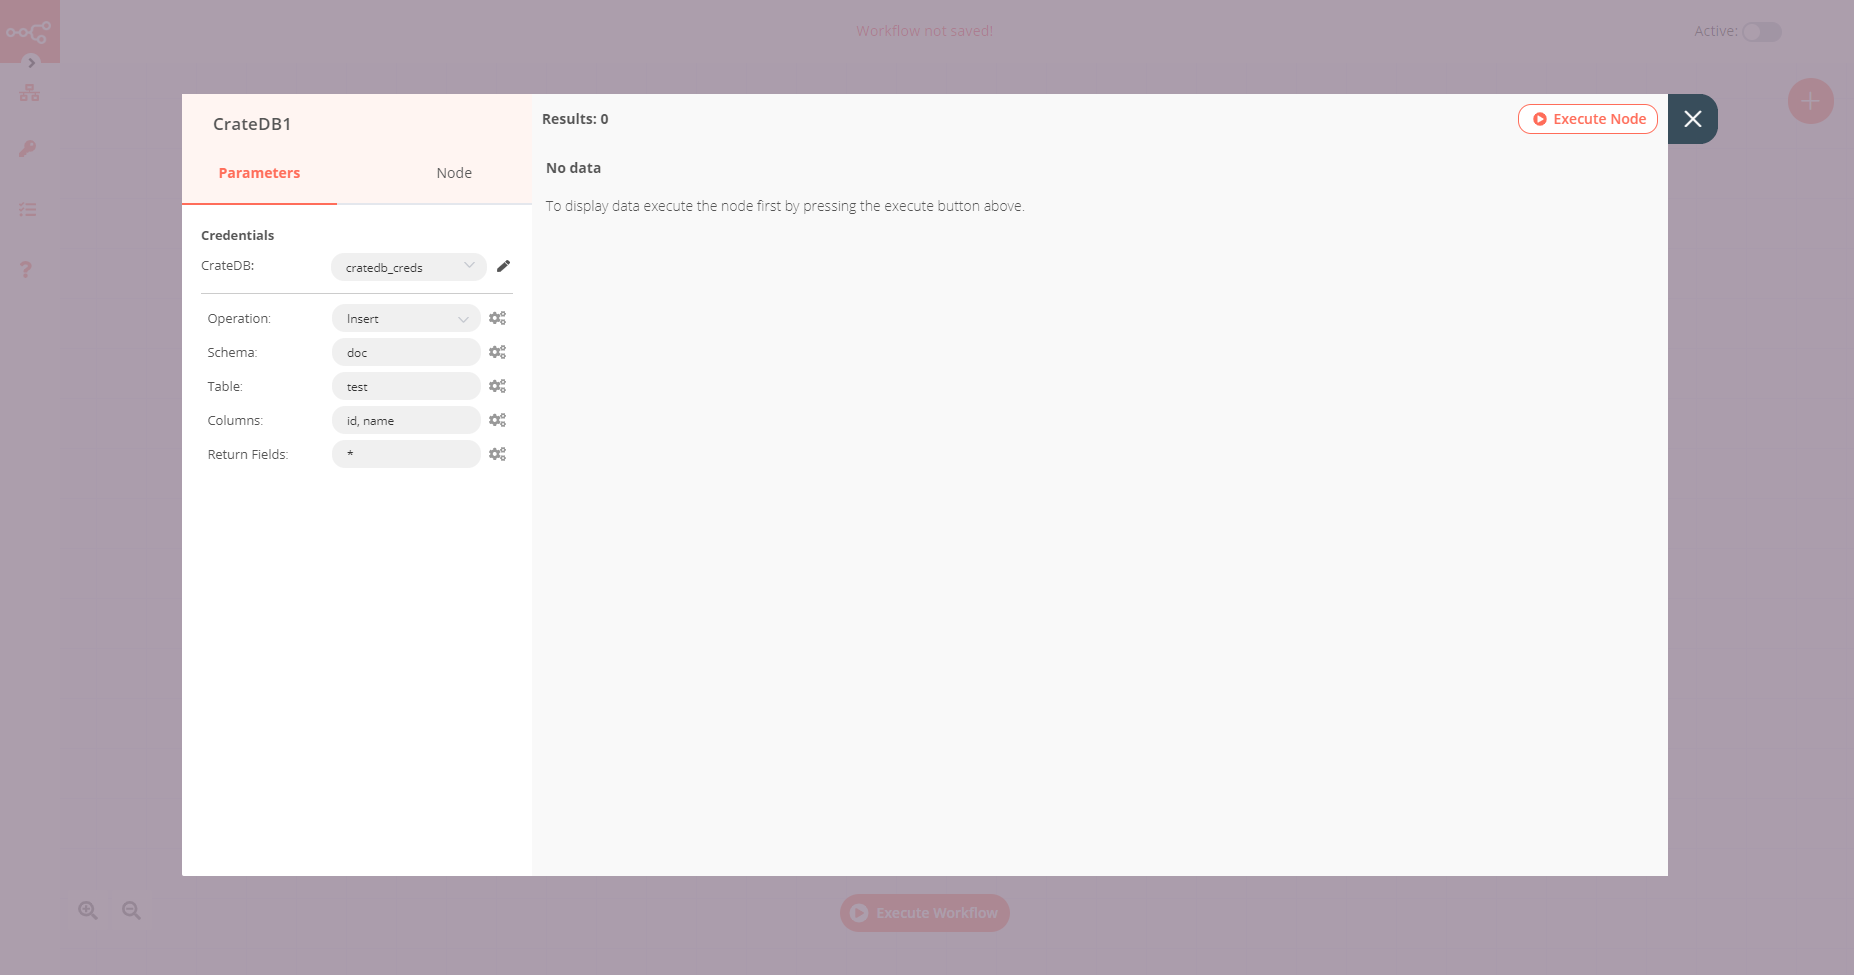 Workflow not saved!
Active:
CrateDB1
Parameters
Node
Credentials
CrateDB:
cratedb_creds
Operation:
Insert
Schema:
doc
Table:
test
Columns:
id, name
Return Fields:
*
Results: 0
Execute Node
No data
To display data execute the node first by pressing the execute button above.
Execute Workflow